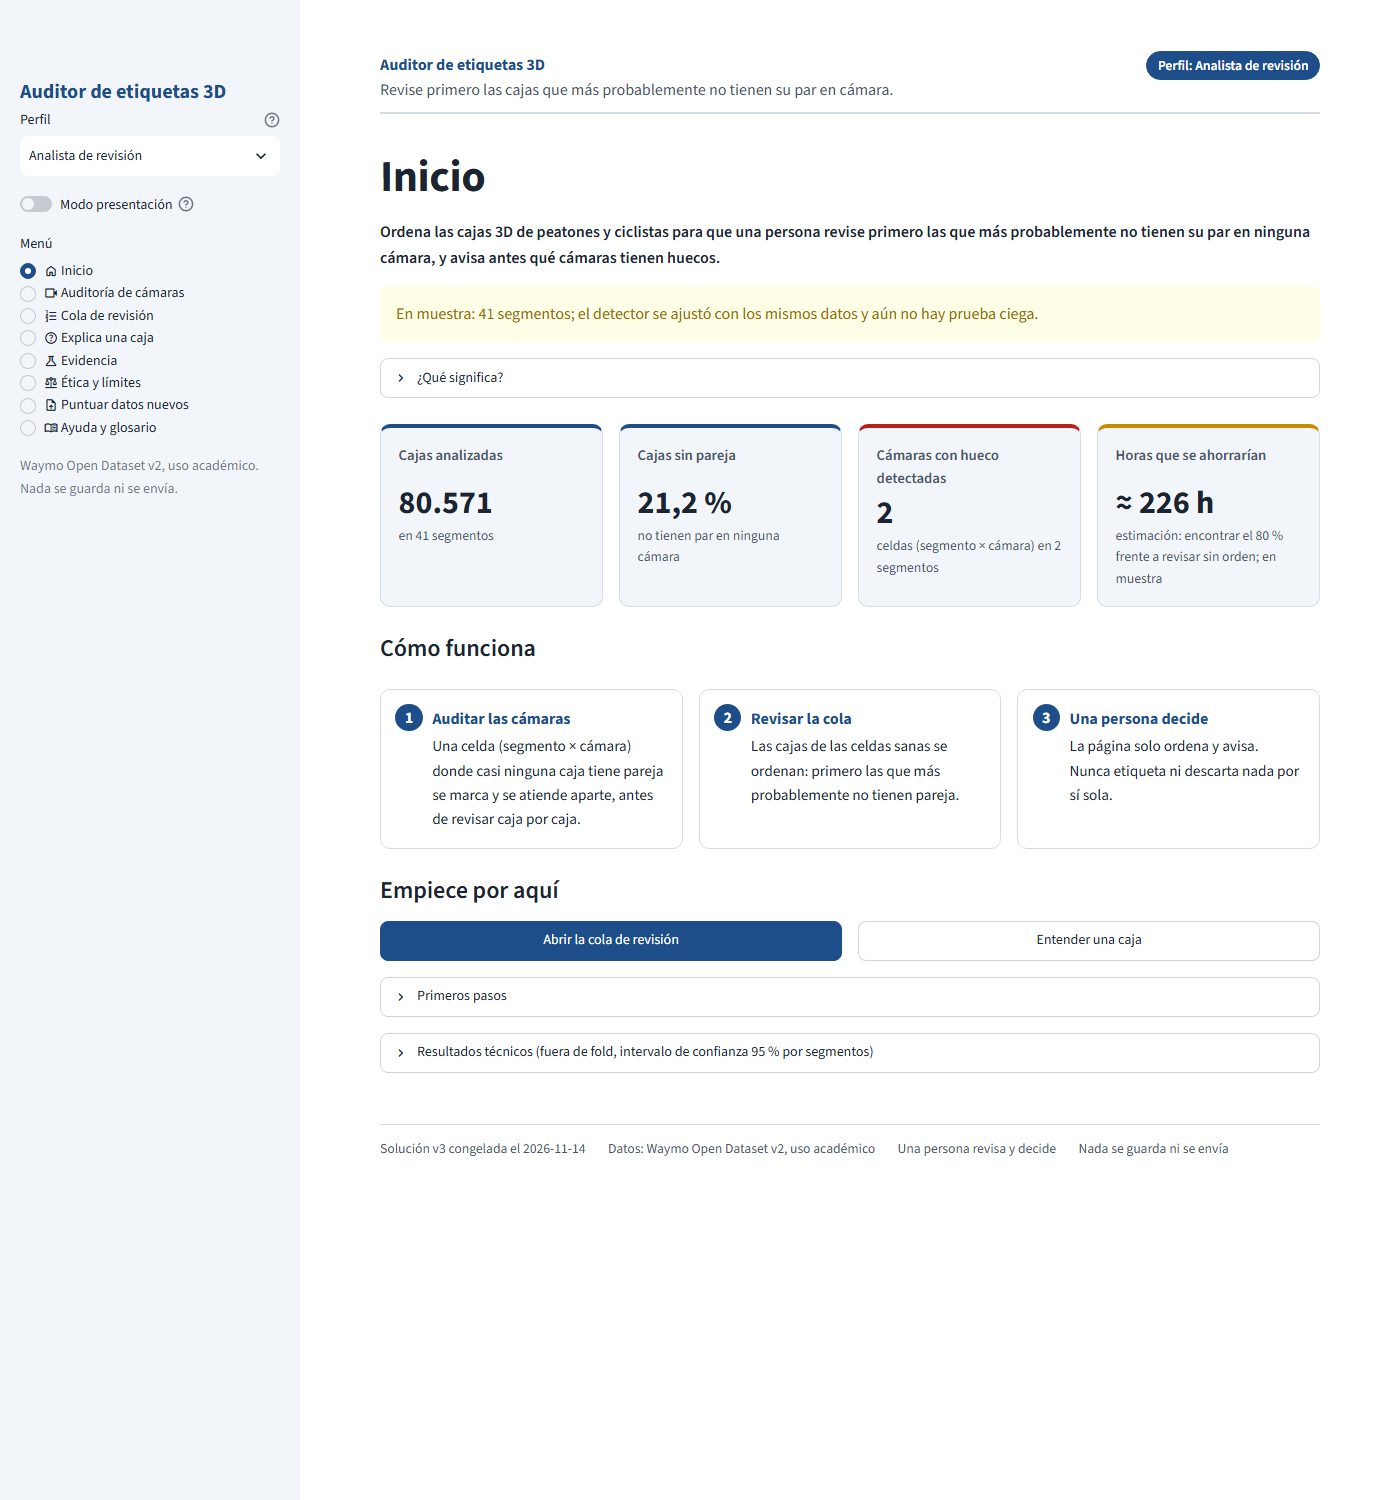 Auditor de etiquetas 3D
Perfil
Analista de revisión
Modo presentación
Menú
Inicio
Auditoría de cámaras
Cola de revisión
Explica una caja
Evidencia
Ética y límites
Puntuar datos nuevos
Ayuda y glosario
Waymo Open Dataset v2, uso académico.
Nada se guarda ni se envía.
Auditor de etiquetas 3D
Perfil: Analista de revisión
Revise primero las cajas que más probablemente no tienen su par en cámara.
Inicio
Ordena las cajas 3D de peatones y ciclistas para que una persona revise primero las que más probablemente no tienen su par en ninguna
cámara, y avisa antes qué cámaras tienen huecos.
En muestra: 41 segmentos; el detector se ajustó con los mismos datos y aún no hay prueba ciega.
¿Qué significa?
Cajas analizadas
80.571
en 41 segmentos
Cajas sin pareja
21,2 %
no tienen par en ninguna
cámara
Cámaras con hueco
detectadas
2
celdas (segmento × cámara) en 2
segmentos
Horas que se ahorrarían
≈ 226 h
estimación: encontrar el 80 %
frente a revisar sin orden; en
muestra
Cómo funciona
1
Auditar las cámaras
Una celda (segmento × cámara)
donde casi ninguna caja tiene pareja
se marca y se atiende aparte, antes
de revisar caja por caja.
2
Revisar la cola
Las cajas de las celdas sanas se
ordenan: primero las que más
probablemente no tienen pareja.
3
Una persona decide
La página solo ordena y avisa.
Nunca etiqueta ni descarta nada por
sí sola.
Empiece por aquí
Abrir la cola de revisión
Entender una caja
Primeros pasos
Resultados técnicos (fuera de fold, intervalo de confianza 95 % por segmentos)
Solución v3 congelada el 2026-11-14
Datos: Waymo Open Dataset v2, uso académico
Una persona revisa y decide
Nada se guarda ni se envía